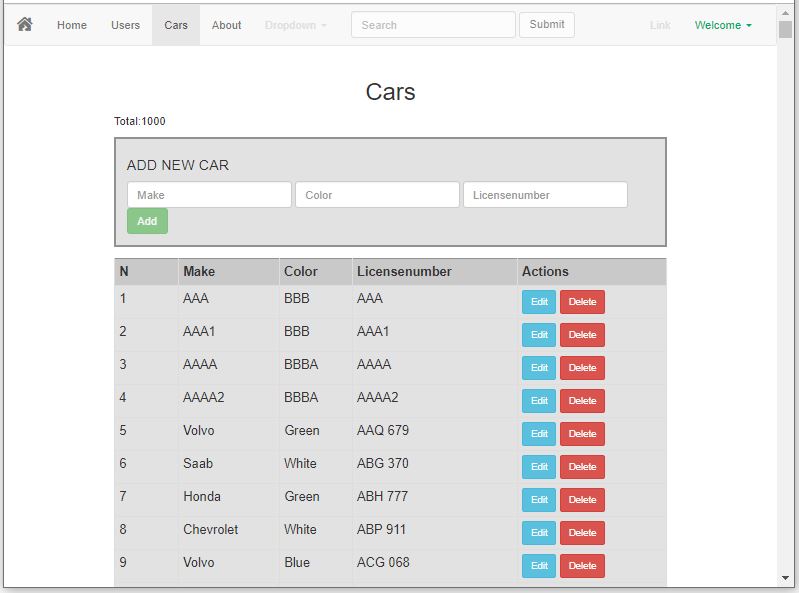 Home Users Cars About Dropdown Search Submit Link Welcome
Cars
Total:1000
ADD NEW CAR
Make Color Licensenumber
Add
N Make Color Licensenumber Actions
1 AAA BBB AAA Edit Delete
2 AAA1 BBB AAA1 Edit Delete
3 AAAA BBBA AAAA Edit Delete
4 AAAA2 BBBA AAAA2 Edit Delete
5 Volvo Green AAQ 679 Edit Delete
6 Saab White ABG 370 Edit Delete
7 Honda Green ABH 777 Edit Delete
8 Chevrolet White ABP 911 Edit Delete
9 Volvo Blue ACG 068 Edit Delete